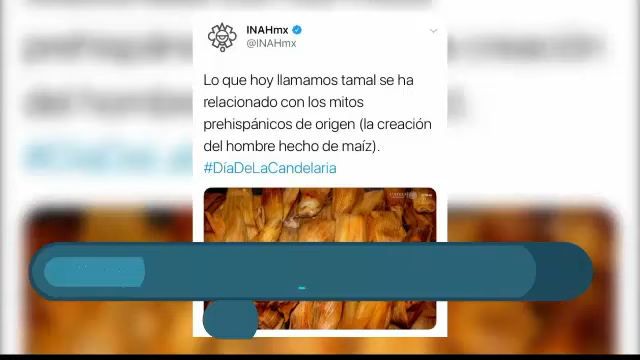 INAHmx
@INAHmx
Lo que hoy llamamos tamal se ha
relacionado con los mitos
prehispánicos de origen (la creación
del hombre hecho de maíz).
#DíaDeLaCandelaria